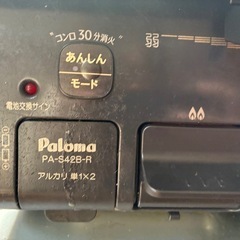 コンロ30分消火
あんしん
モード
弱
電池交換サイン
Paloma
PA-S42B-R
アルカリ 単1×2